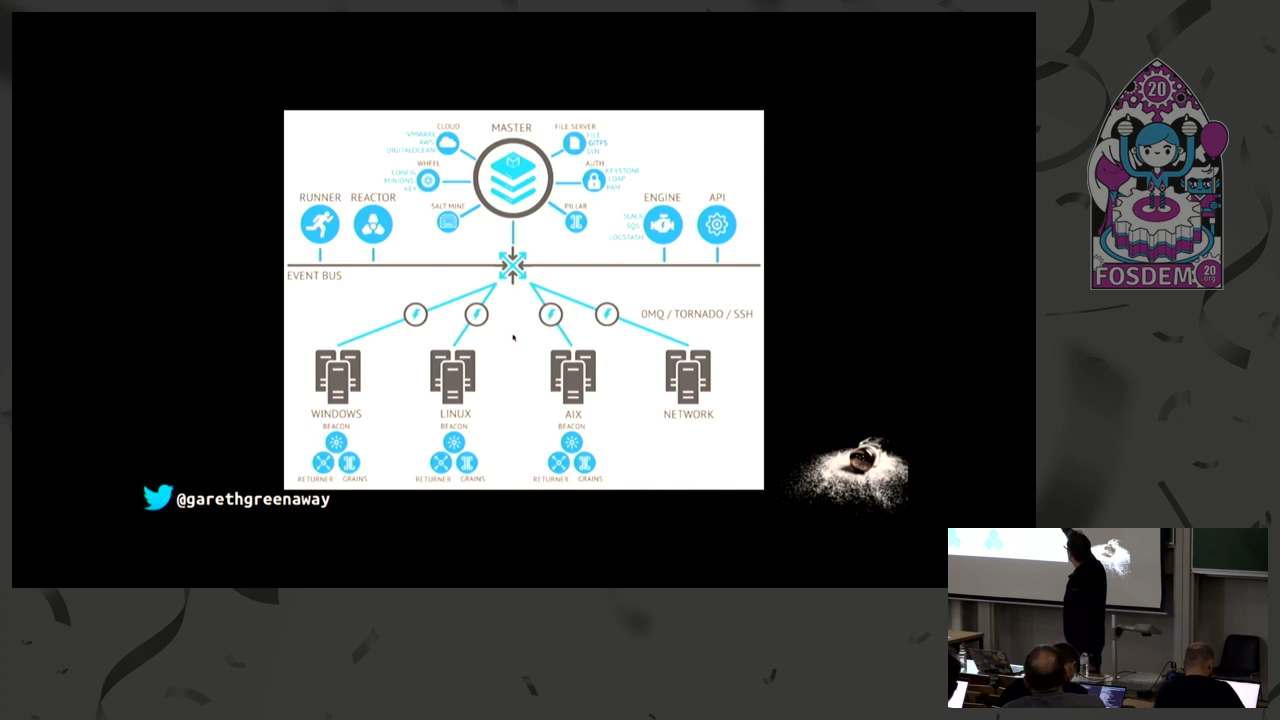 CLOUD
VMWARE
AWS
DIGITALOCEAN
MASTER
FILE SERVER
FILE
GITFS
SVN
WHEEL
CONFIG
MINIONS
KEY
AUTH
KEYSTONE
LDAP
PAM
RUNNER
REACTOR
SALT MINE
PILLAR
ENGINE
SLACK
SQS
LOGSTASH
API
EVENT BUS
0MQ / TORNADO / SSH
WINDOWS
LINUX
AIX
NETWORK
BEACON
BEACON
BEACON
RETURNER
GRAINS
RETURNER
GRAINS
RETURNER
GRAINS
@garethgreenaway
20
FOSDEM
20
.org